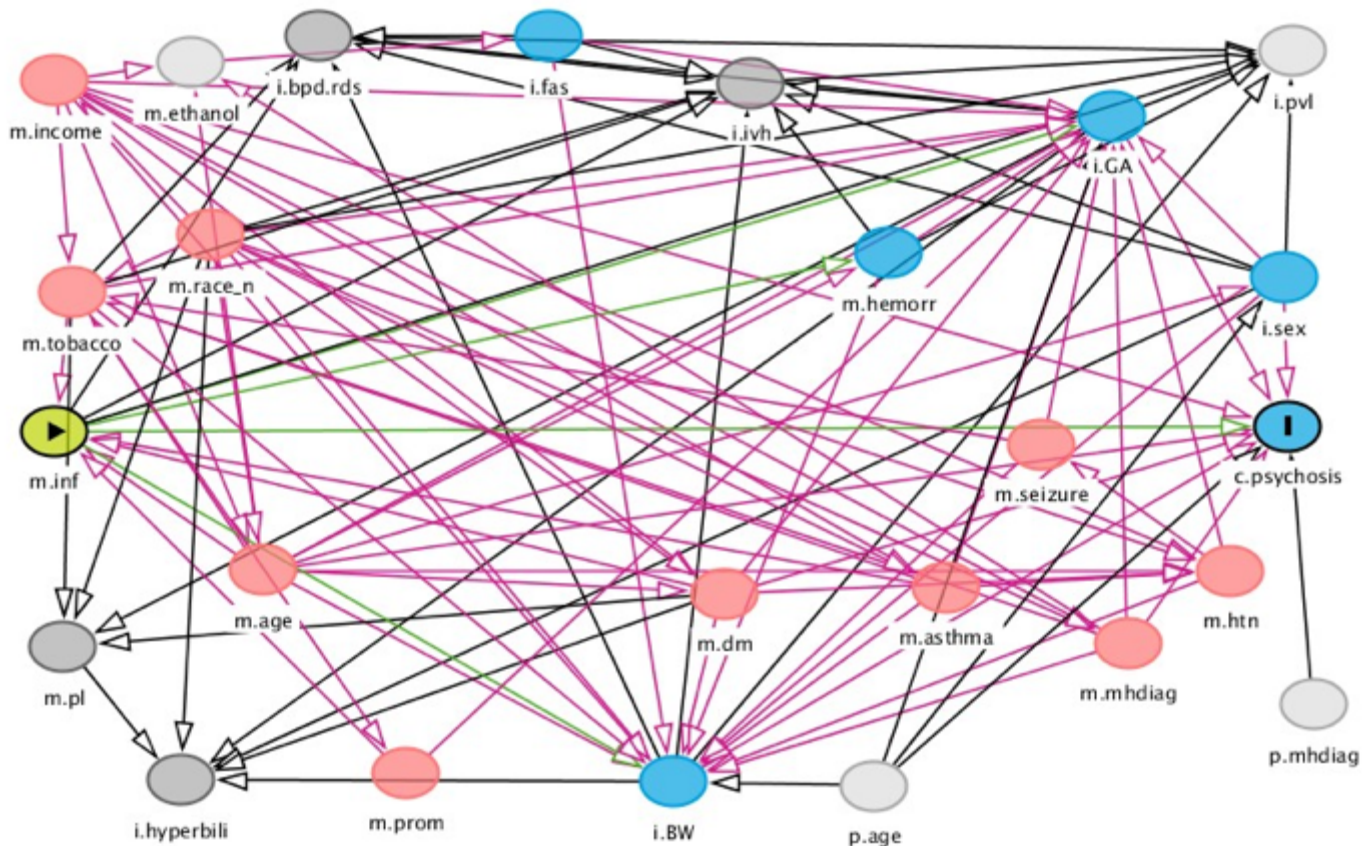 i.bpd.rds
i.fas
i.pvl
m.income
m.ethanol
i.ivh
i.GA
m.race_n
m.hemorr
i.sex
m.tobacco
m.inf
c.psychosis
m.seizure
m.age
m.dm
m.asthma
m.htn
m.mhdiag
m.pl
p.mhdiag
i.hyperbili
m.prom
i.BW
p.age